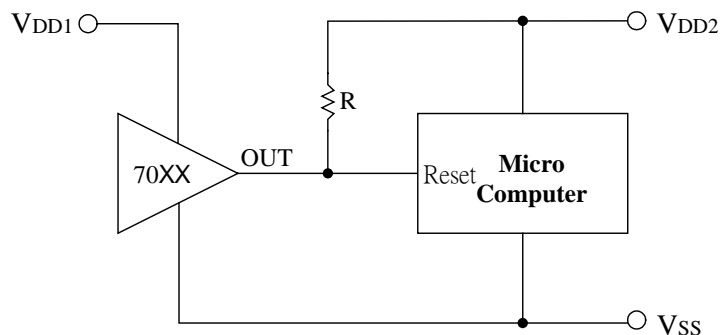 VDD1
VDD2
R
70XX
OUT
Reset
Micro
Computer
VSS